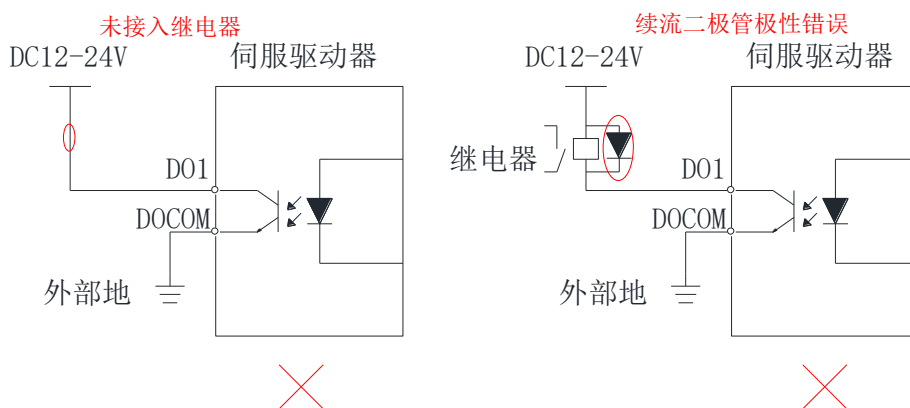 未接入继电器
DC12-24V
伺服驱动器
DO1
DOCOM
外部地
续流二极管极性错误
DC12-24V
伺服驱动器
继电器
DO1
DOCOM
外部地